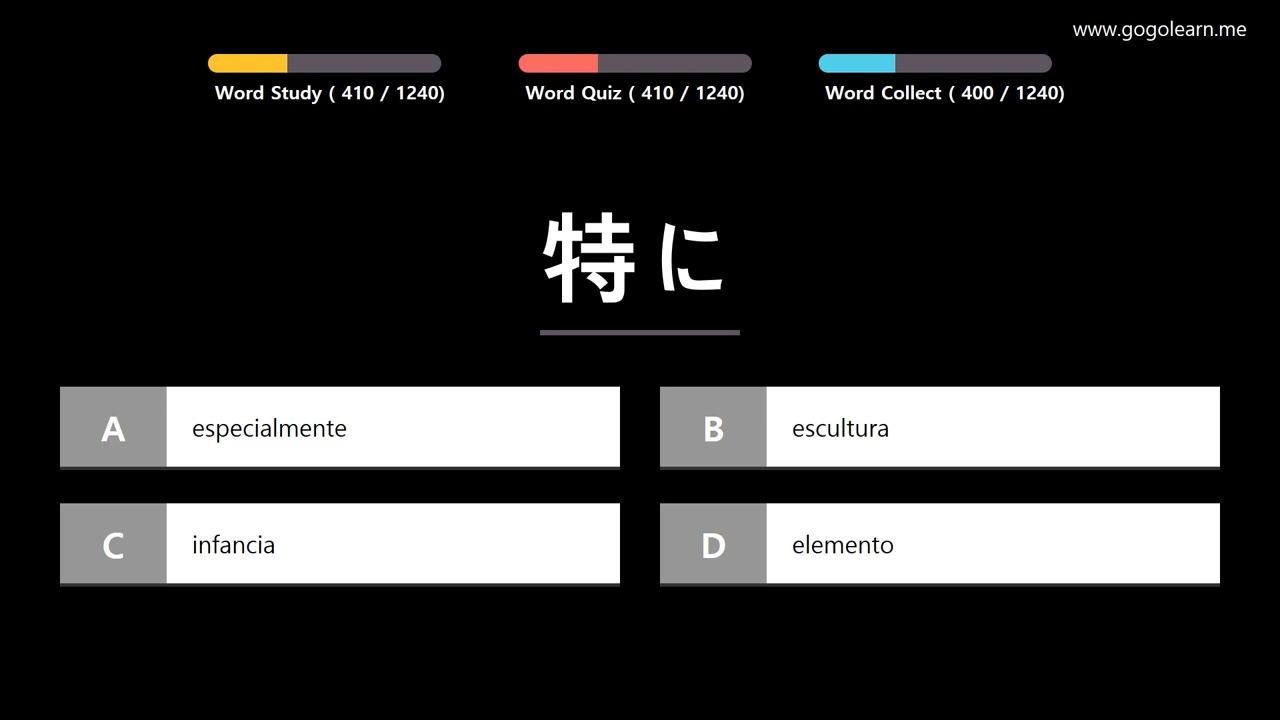 www.gogolearn.me
Word Study ( 410 / 1240)
Word Quiz ( 410 / 1240)
Word Collect ( 400 / 1240)
特に
A especialmente
B escultura
C infancia
D elemento